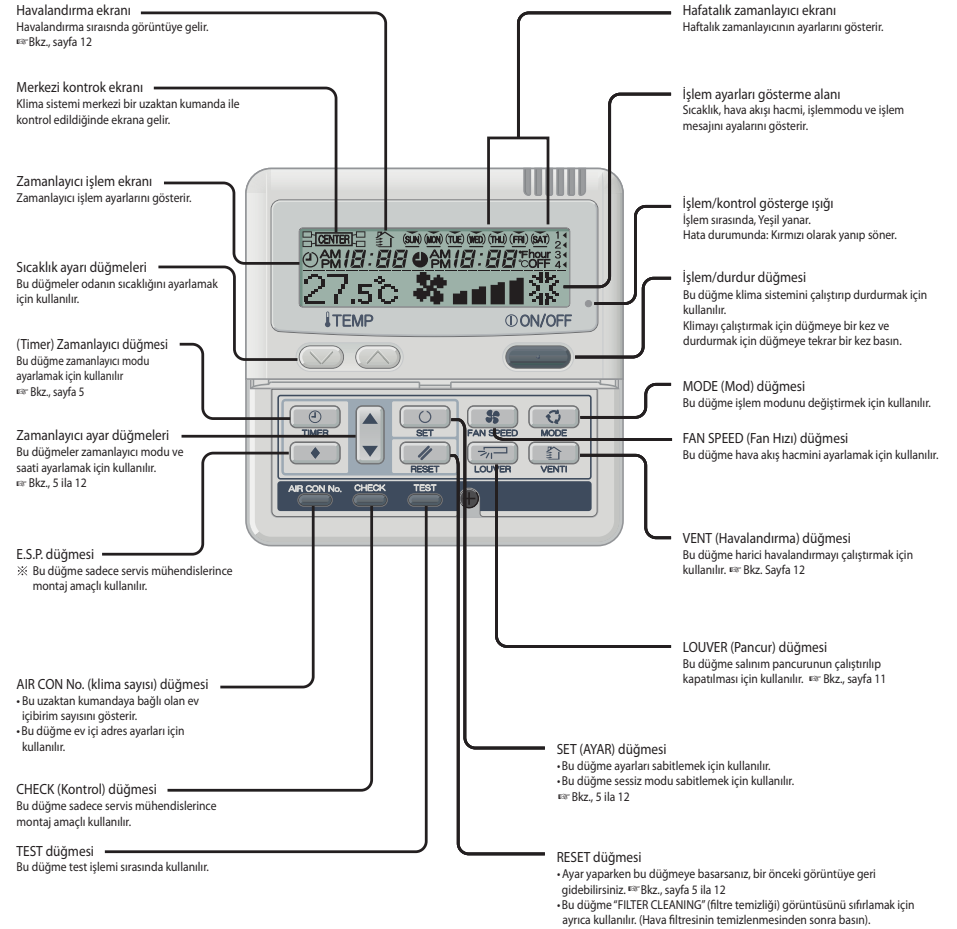 Havalandırma ekranı
Havalandırma sıraısnda görüntüye gelir.
☞ Bkz., sayfa 12
Merkezi kontrok ekranı
Klima sistemi merkezi bir uzaktan kumanda ile
kontrol edildiğinde ekrana gelir.
Zamanlayıcı işlem ekranı
Zamanlayıcı işlem ayarlarını gösterir.
Sıcaklık ayarı düğmeleri
Bu düğmeler odanın sıcaklığını ayarlamak
için kullanılır.
(Timer) Zamanlayıcı düğmesi
Bu düğme zamanlayıcı modu
ayarlamak için kullanılır
☞ Bkz., sayfa 5
Zamanlayıcı ayar düğmeleri
Bu düğmeler zamanlayıcı modu ve
saati ayarlamak için kullanılır.
☞ Bkz., 5 ila 12
E.S.P. düğmesi
※ Bu düğme sadece servis mühendislerince
montaj amaçlı kullanılır.
AIR CON No. (klima sayısı) düğmesi
• Bu uzaktan kumandaya bağlı olan ev
içibirim sayısını gösterir.
• Bu düğme ev içi adres ayarları için
kullanılır.
CHECK (Kontrol) düğmesi
Bu düğme sadece servis mühendislerince
montaj amaçlı kullanılır.
TEST düğmesi
Bu düğme test işlemi sırasında kullanılır.
CENTER SUN MON TUE WED THU FRI SAT 1
2
AM 18:88 AM 18:88 Fhour 3
PM PM °COFF 4
27.5°C
TEMP ON/OFF
TIMER SET FAN SPEED MODE
RESET LOUVER VENTI
AIR CON No. CHECK TEST
Hafatalık zamanlayıcı ekranı
Haftalık zamanlayıcının ayarlarını gösterir.
İşlem ayarları gösterme alanı
Sıcaklık, hava akışı hacmi, işlemmodu ve işlem
mesajını ayalarını gösterir.
İşlem/kontrol gösterge ışığı
İşlem sırasında, Yeşil yanar.
Hata durumunda: Kırmızı olarak yanıp söner.
İşlem/durdur düğmesi
Bu düğme klima sistemini çalıştırıp durdurmak için
kullanılır.
Klimayı çalıştırmak için düğmeye bir kez ve
durdurmak için düğmeye tekrar bir kez basın.
MODE (Mod) düğmesi
Bu düğme işlem modunu değiştirmek için kullanılır.
FAN SPEED (Fan Hızı) düğmesi
Bu düğme hava akış hacmini ayarlamak için kullanılır.
VENT (Havalandırma) düğmesi
Bu düğme harici havalandırmayı çalıştırmak için
kullanılır. ☞ Bkz. Sayfa 12
LOUVER (Pancur) düğmesi
Bu düğme salınım pancurunun çalıştırılıp
kapatılması için kullanılır. ☞ Bkz., sayfa 11
SET (AYAR) düğmesi
• Bu düğme ayarları sabitlemek için kullanılır.
• Bu düğme sessiz modu sabitlemek için kullanılır.
☞ Bkz., 5 ila 12
RESET düğmesi
• Ayar yaparken bu düğmeye basarsanız, bir önceki görüntüye geri
gidebilirsiniz. ☞ Bkz., sayfa 5 ila 12
• Bu düğme “FILTER CLEANING” (filtre temizliği) görüntüsünü sıfırlamak için
ayrıca kullanılır. (Hava filtresinin temizlenmesinden sonra basın).